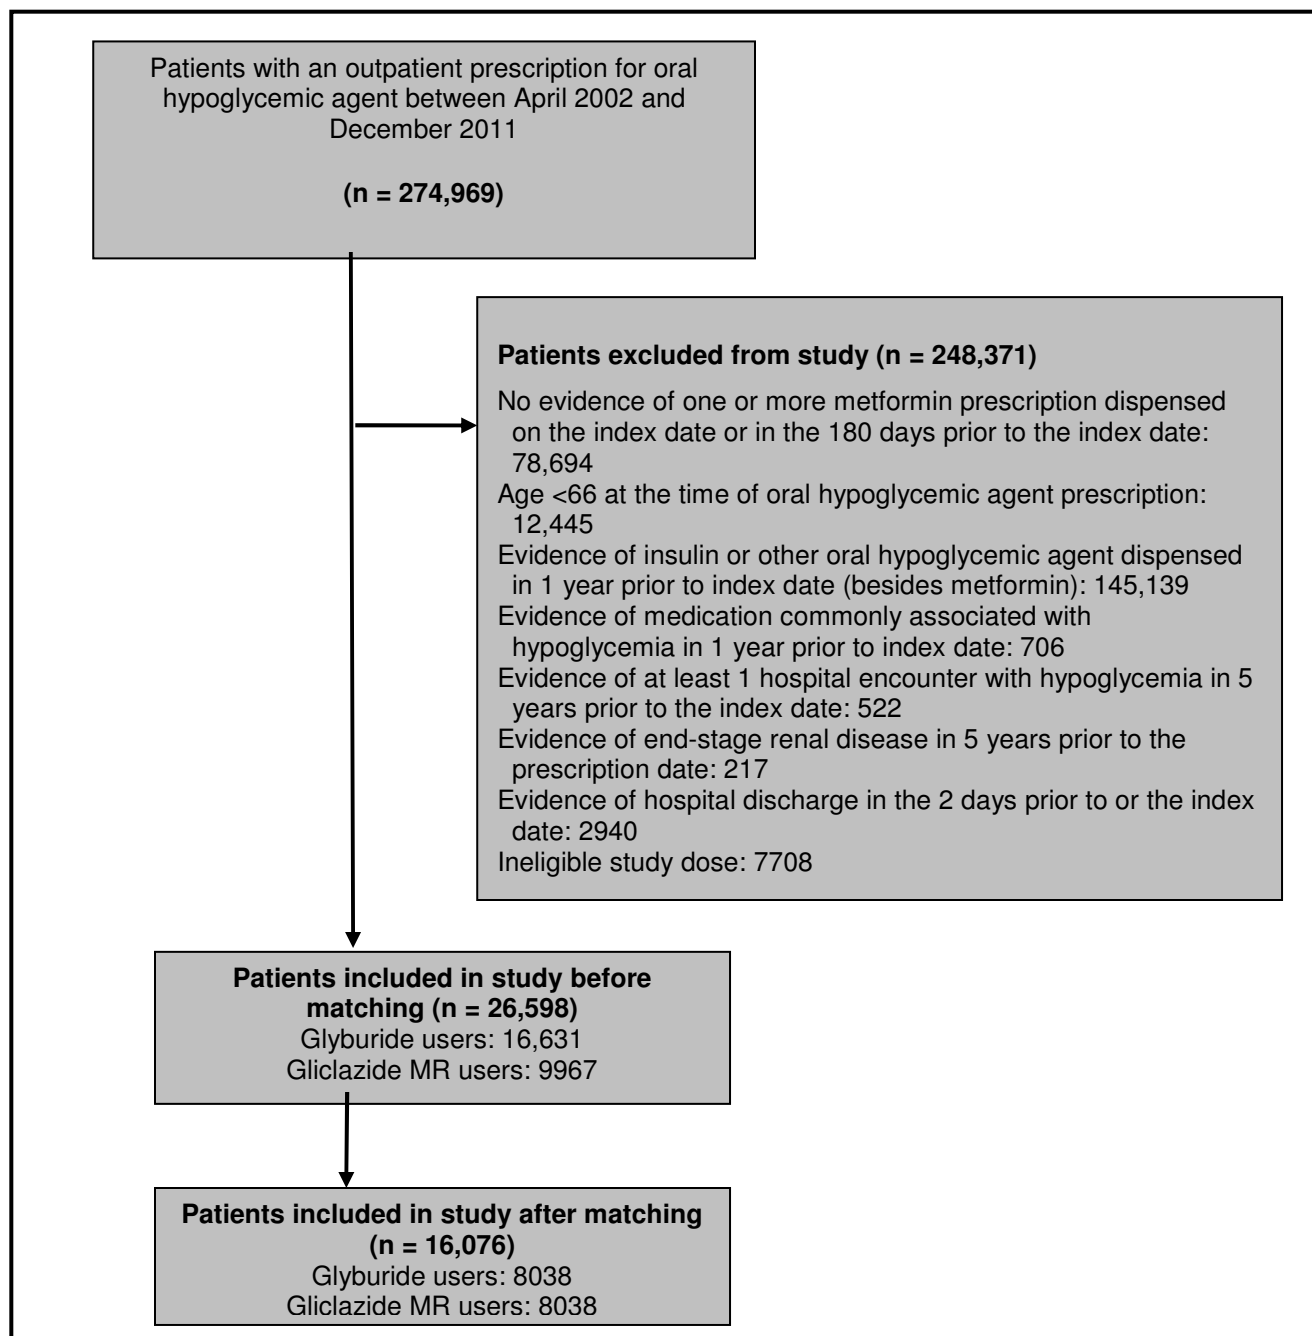 Patients with an outpatient prescription for oral
hypoglycemic agent between April 2002 and
December 2011
(n = 274,969)
Patients excluded from study (n = 248,371)
No evidence of one or more metformin prescription dispensed
on the index date or in the 180 days prior to the index date:
78,694
Age <66 at the time of oral hypoglycemic agent prescription:
12,445
Evidence of insulin or other oral hypoglycemic agent dispensed
in 1 year prior to index date (besides metformin): 145,139
Evidence of medication commonly associated with
hypoglycemia in 1 year prior to index date: 706
Evidence of at least 1 hospital encounter with hypoglycemia in 5
years prior to the index date: 522
Evidence of end-stage renal disease in 5 years prior to the
prescription date: 217
Evidence of hospital discharge in the 2 days prior to or the index
date: 2940
Ineligible study dose: 7708
Patients included in study before
matching (n = 26,598)
Glyburide users: 16,631
Gliclazide MR users: 9967
Patients included in study after matching
(n = 16,076)
Glyburide users: 8038
Gliclazide MR users: 8038